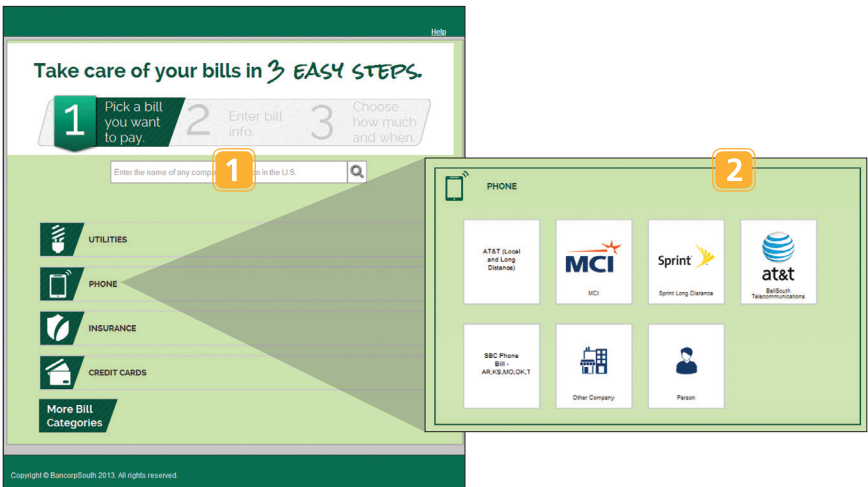 Help
Take care of your bills in 3 EASY STEPS.
1
Pick a bill
you want
to pay.
2
Enter bill
info.
3
Choose
how much
and when.
Enter the name of any in the U.S.
1
UTILITIES
PHONE
INSURANCE
CREDIT CARDS
More Bill
Categories
Copyright © BancorpSouth 2013. All rights reserved.
2
PHONE
AT&T (Local
and Long
Distance)
MCI
MCI
Sprint
Sprint Long Distance
at&t
BellSouth
Telecommunications
SBC Phone
Bill -
AR,KS,MO,OK,T
Other Company
Person